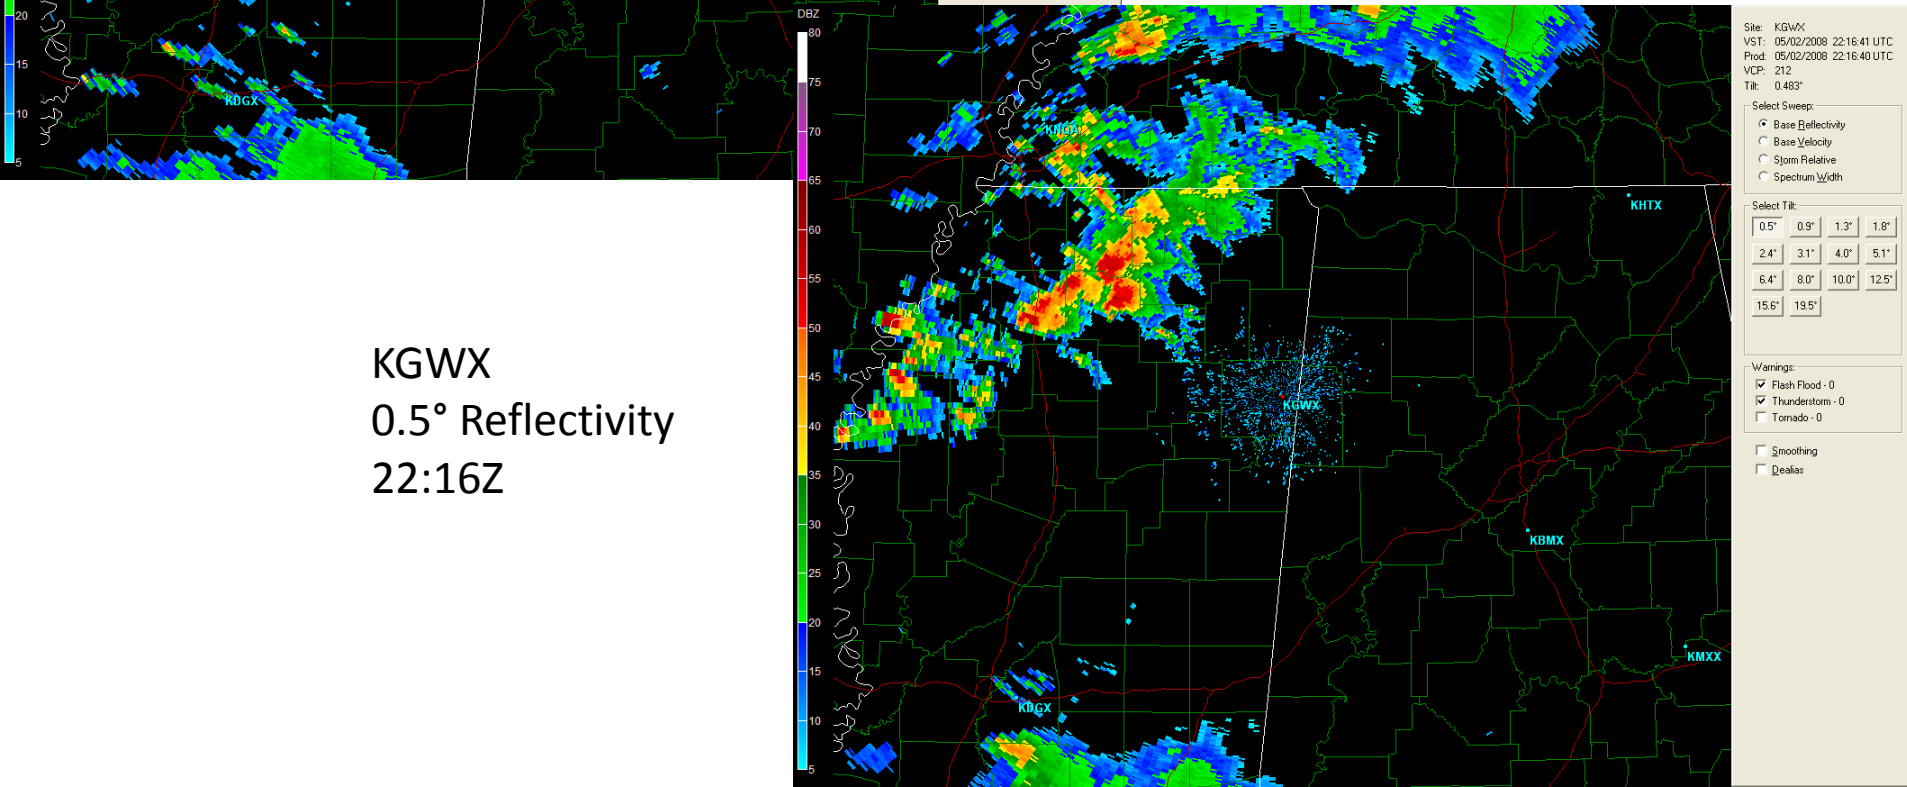 20
15
10
5
KDGX
KGWX
0.5° Reflectivity
22:16Z
DBZ
80
75
70
65
60
55
50
45
40
35
30
25
20
15
10
5
KNQA
KHTX
KGWX
KBMX
KMXX
KDGX
Site: KGWX
VST: 05/02/2008 22:16:41 UTC
Prod: 05/02/2008 22:16:40 UTC
VCP: 212
Tilt: 0.483°
Select Sweep:
Base Reflectivity
Base Velocity
Storm Relative
Spectrum Width
Select Tilt:
0.5° 0.9° 1.3° 1.8°
2.4° 3.1° 4.0° 5.1°
6.4° 8.0° 10.0° 12.5°
15.6° 19.5°
Warnings:
Flash Flood - 0
Thunderstorm - 0
Tornado - 0
Smoothing
Dealias